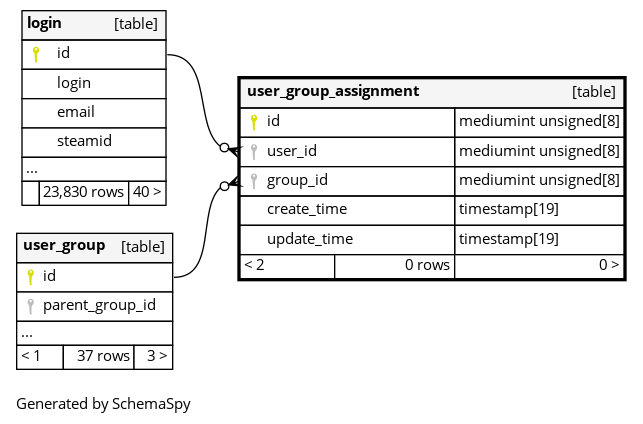 login [table]
id
login
email
steamid
...
23,830 rows 40 >
user_group_assignment [table]
id mediumint unsigned[8]
user_id mediumint unsigned[8]
group_id mediumint unsigned[8]
create_time timestamp[19]
update_time timestamp[19]
< 2 0 rows 0 >
user_group [table]
id
parent_group_id
...
< 1 37 rows 3 >
Generated by SchemaSpy